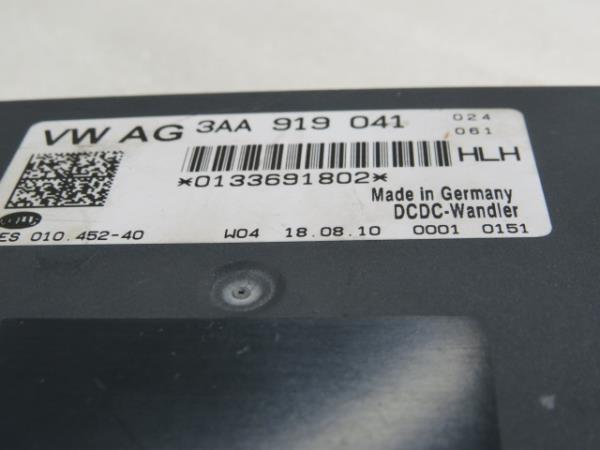 VW AG 3AA 919 041 024
061
HLH
*0133691802*
Made in Germany
DCDC-Wandler
ES 010.452-40 W04 18.08.10 0001 0151